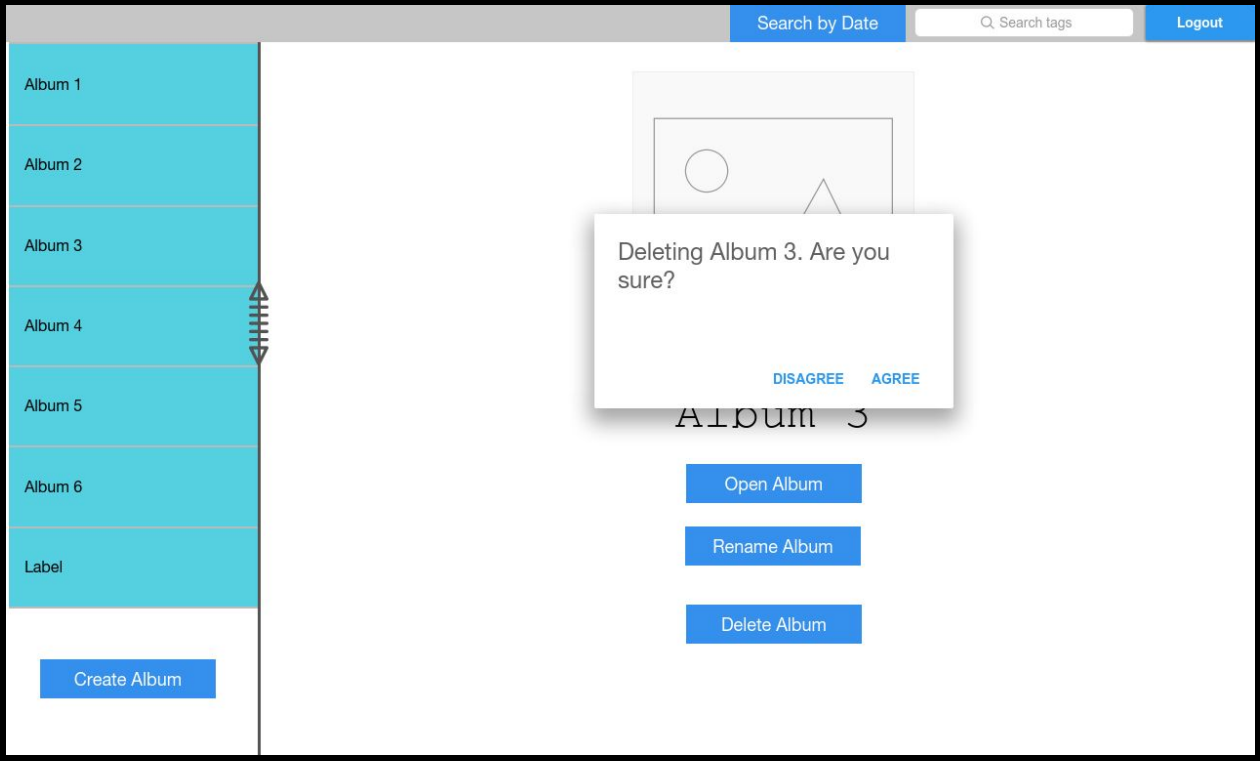 Search by Date
Search tags
Logout
Album 1
Album 2
Album 3
Album 4
Album 5
Album 6
Label
Create Album
Deleting Album 3. Are you
sure?
DISAGREE AGREE
Album 3
Open Album
Rename Album
Delete Album